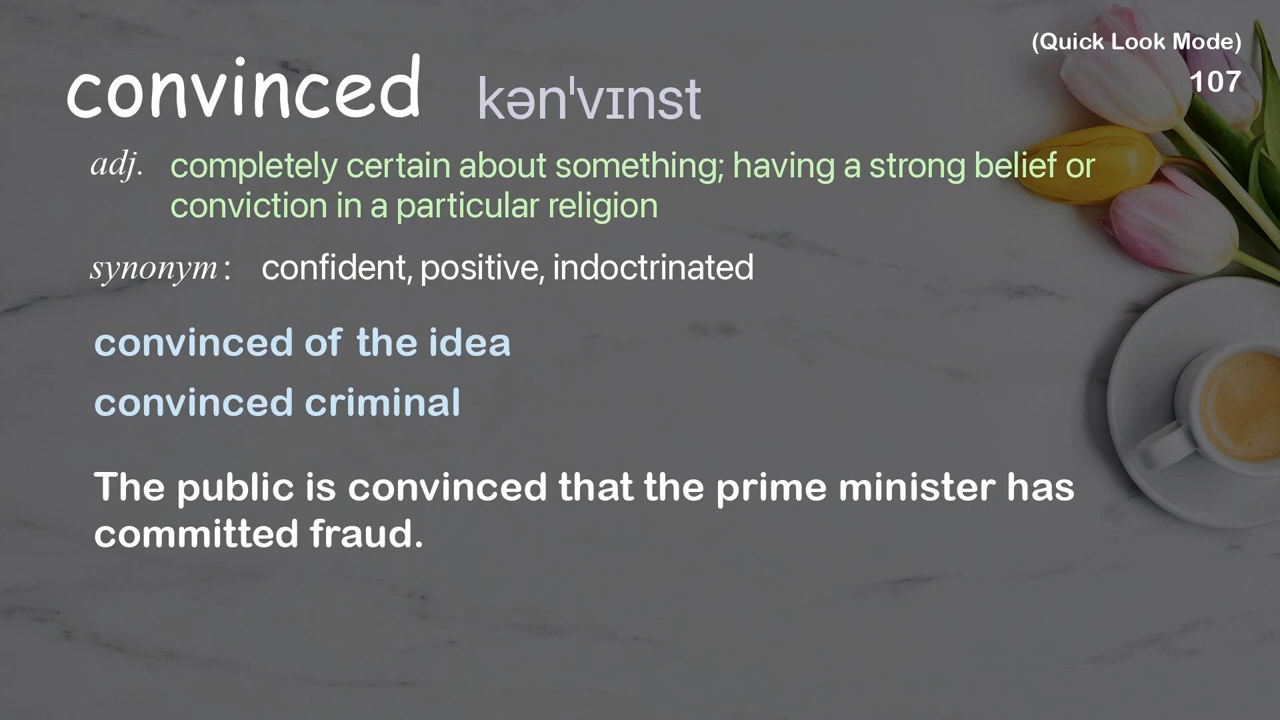 (Quick Look Mode)
107
convinced kən'vɪnst
adj. completely certain about something; having a strong belief or
conviction in a particular religion
synonym: confident, positive, indoctrinated
convinced of the idea
convinced criminal
The public is convinced that the prime minister has
committed fraud.